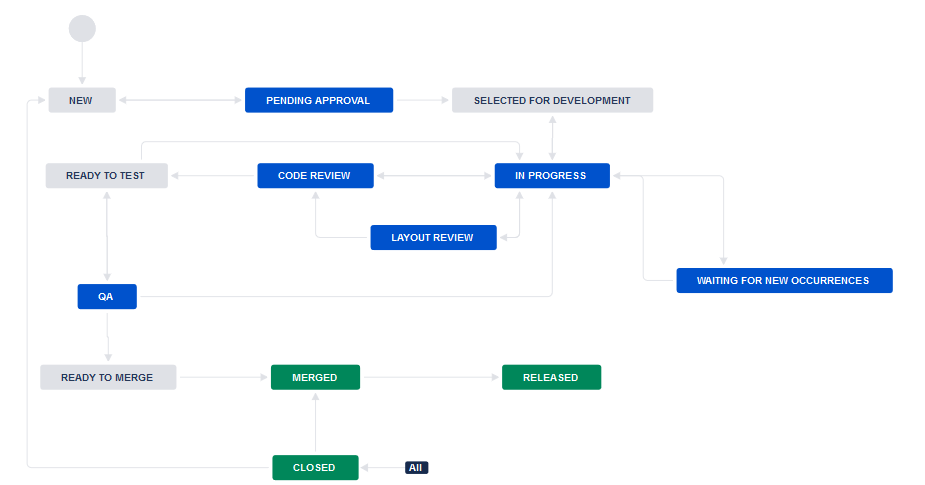 NEW
PENDING APPROVAL
SELECTED FOR DEVELOPMENT
READY TO TEST
CODE REVIEW
IN PROGRESS
LAYOUT REVIEW
WAITING FOR NEW OCCURRENCES
QA
READY TO MERGE
MERGED
RELEASED
CLOSED
All